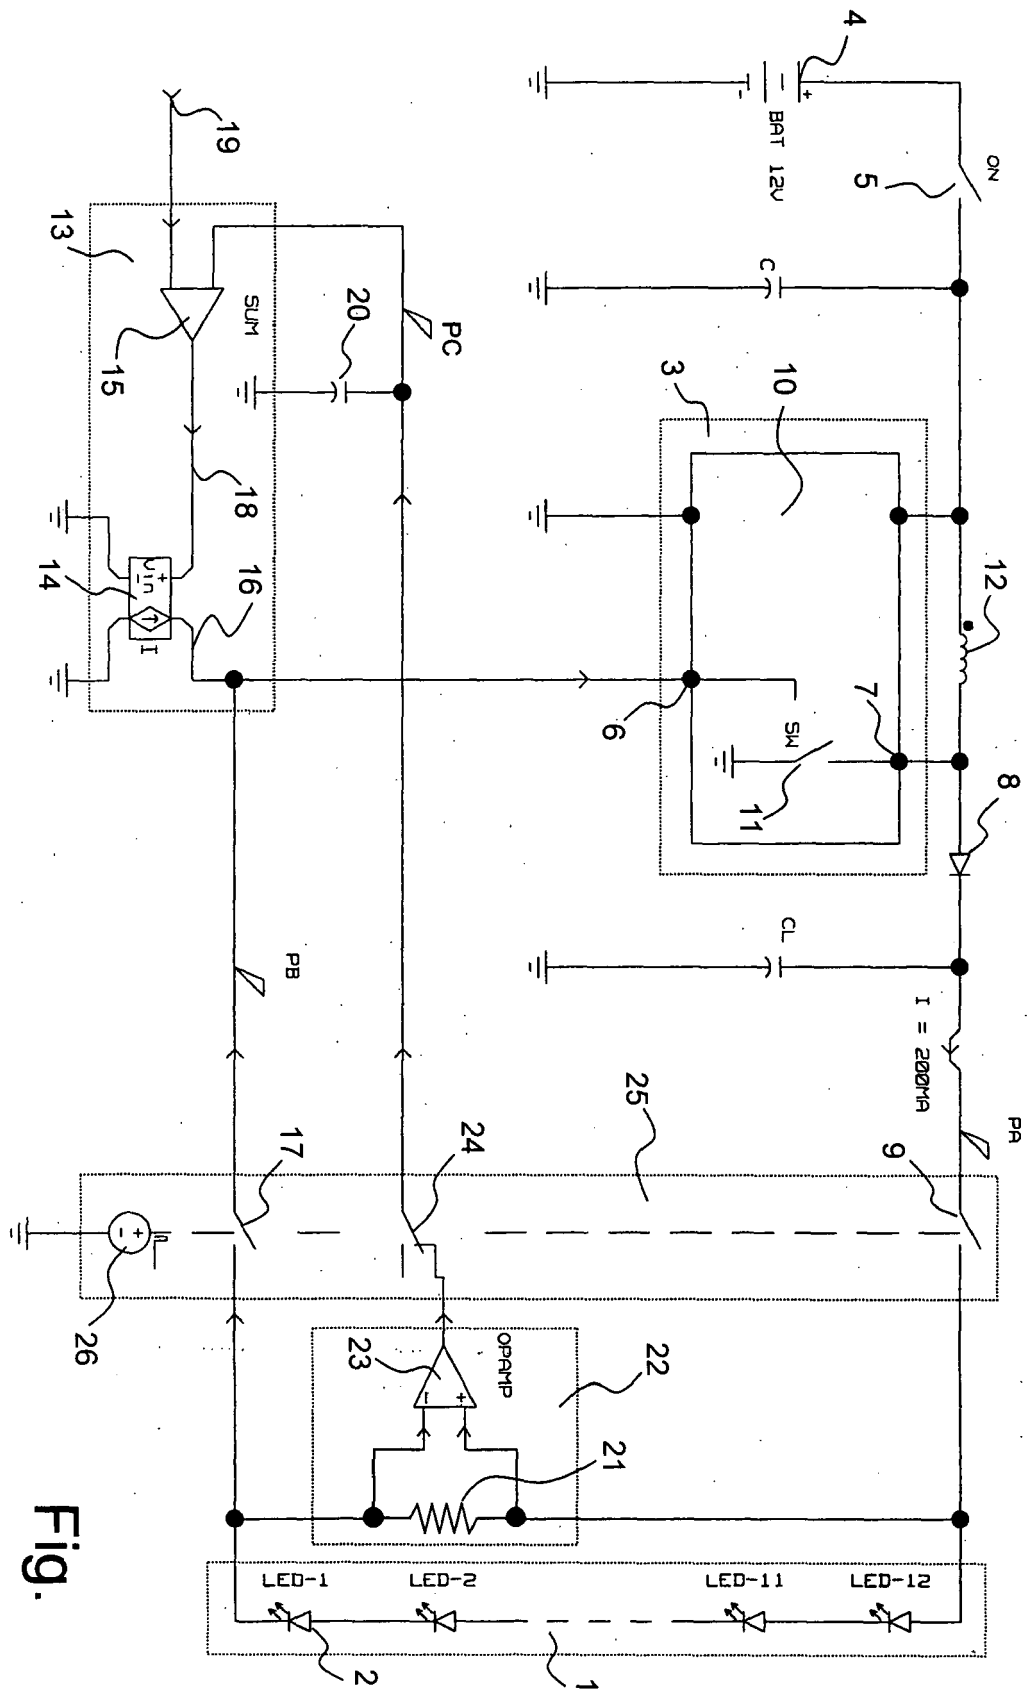 4
+
-
BAT 12V
ON
5
C
3
10
12
7
6
SW
11
8
CL
I = 200MA
PA
9
25
19
13
15
SUM
20
PC
18
+
Vin
-
14
16
I
PB
17
24
+
-
26
22
OPAMP
23
+
-
21
LED-1
LED-2
LED-11
LED-12
2
1
Fig.